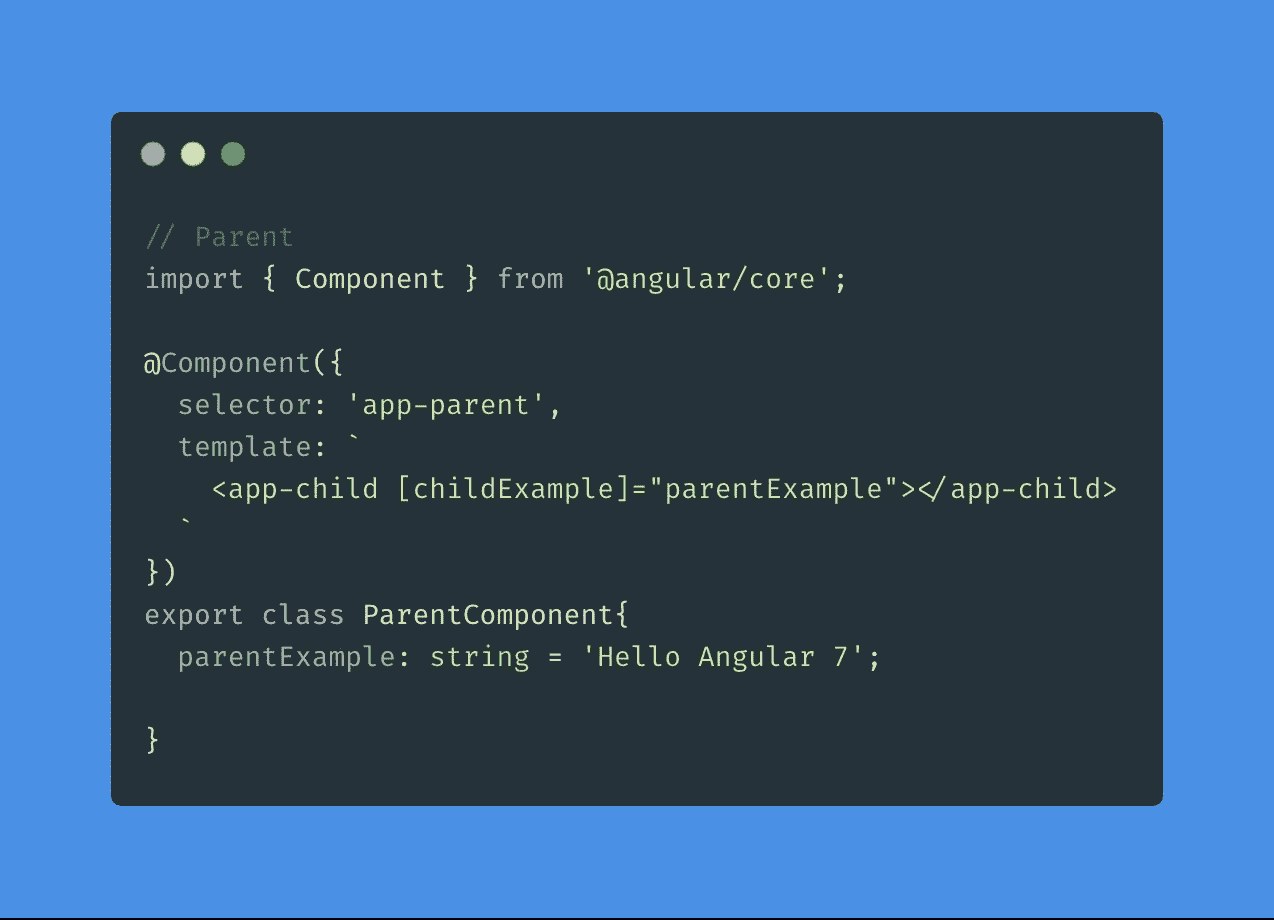 // Parent
import { Component } from '@angular/core';
@Component({
  selector: 'app-parent',
  template: `
    <app-child [childExample]="parentExample"></app-child>
  `
})
export class ParentComponent{
  parentExample: string = 'Hello Angular 7';
}